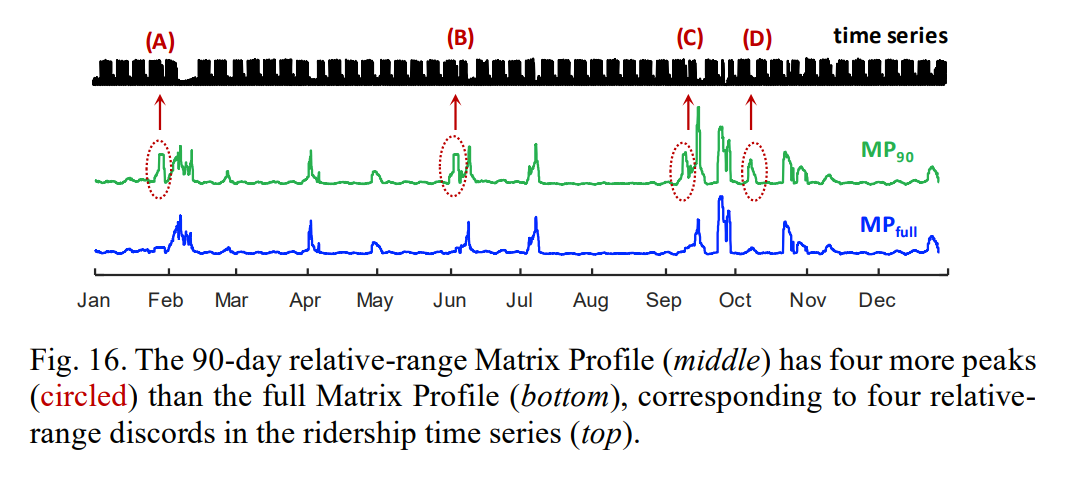 (A) (B) (C) (D) time series
MP90
MPfull
Jan Feb Mar Apr May Jun Jul Aug Sep Oct Nov Dec
Fig. 16. The 90-day relative-range Matrix Profile (middle) has four more peaks
(circled) than the full Matrix Profile (bottom), corresponding to four relative-
range discords in the ridership time series (top).